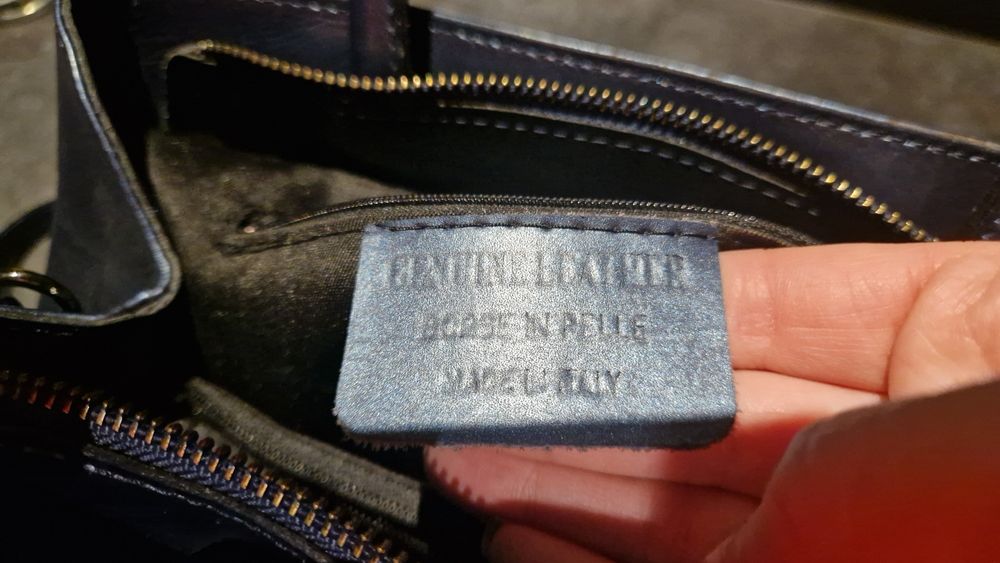 GENUINE LEATHER
BORSE IN PELLE
MADE IN ITALY